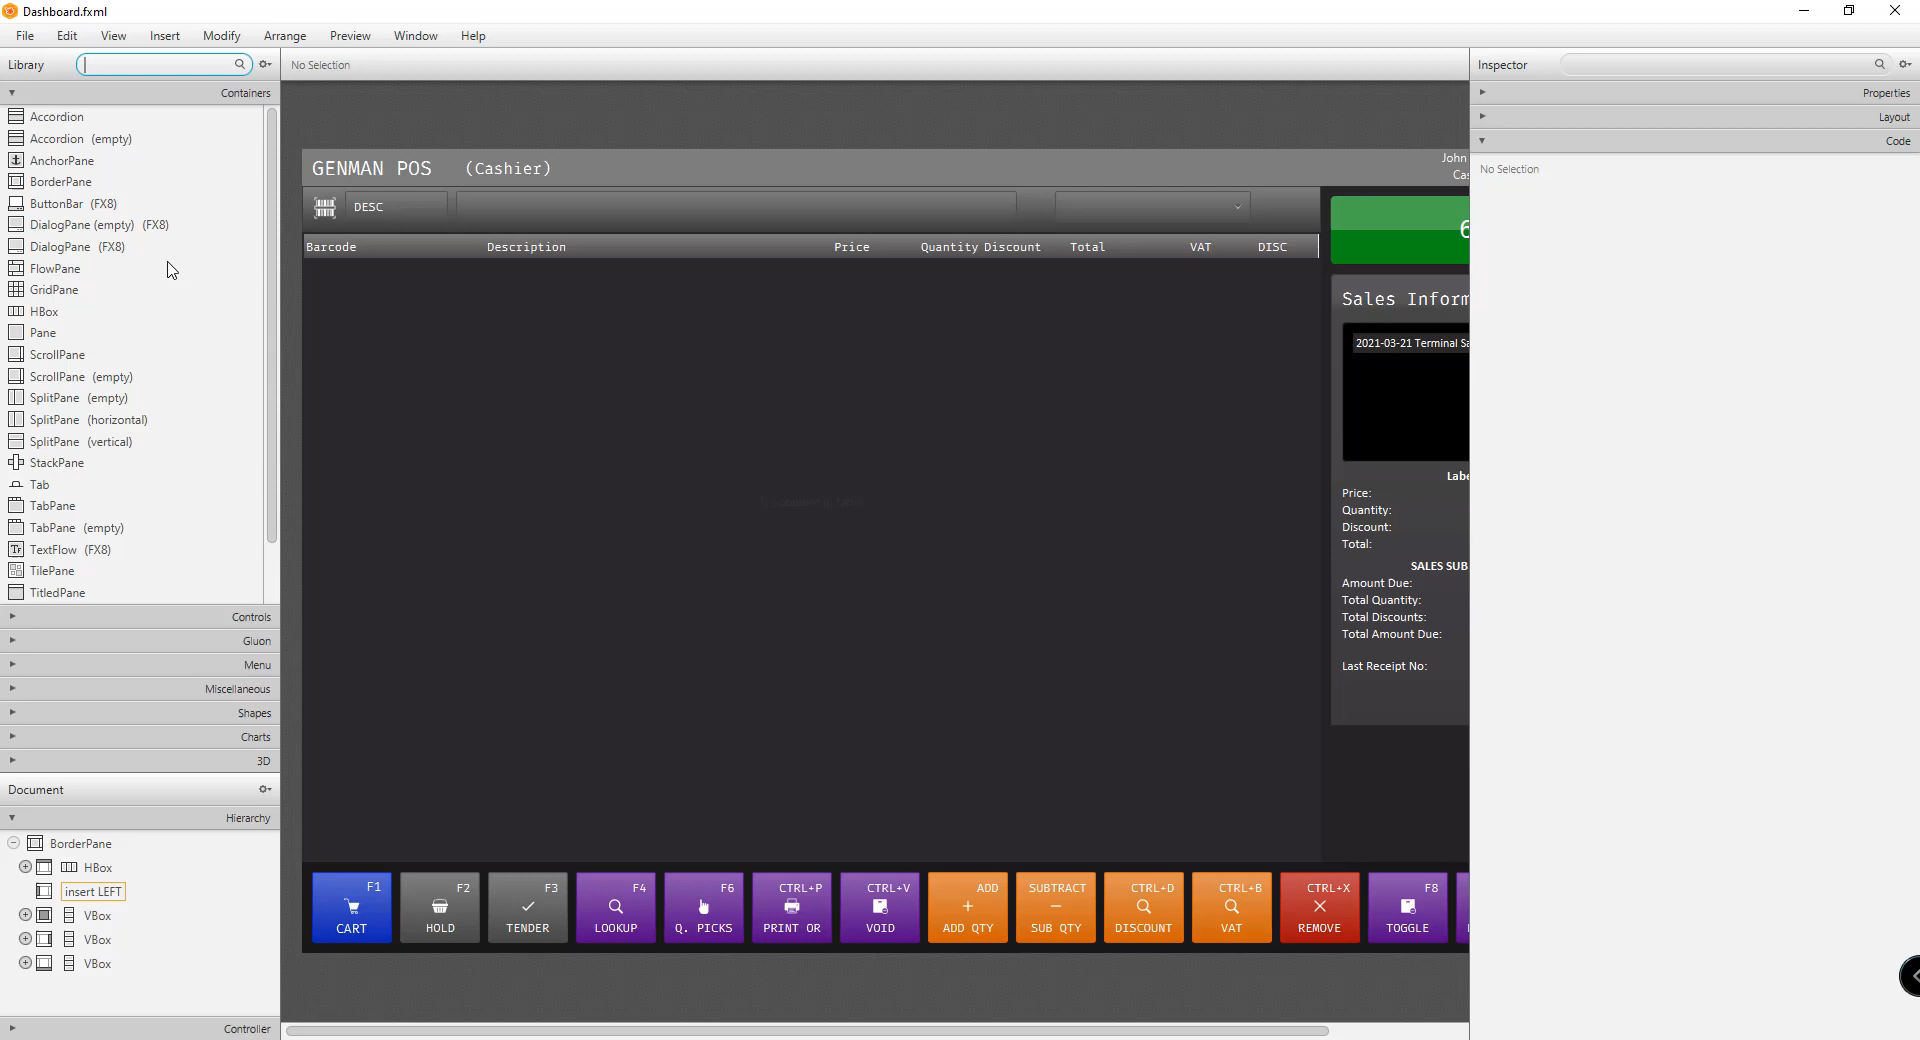 Dashboard.fxml
File Edit View Insert Modify Arrange Preview Window Help
Library
No Selection
Inspector
Containers
Properties
Layout
Code
No Selection
Accordion
Accordion (empty)
AnchorPane
BorderPane
ButtonBar (FX8)
DialogPane (empty) (FX8)
DialogPane (FX8)
FlowPane
GridPane
HBox
Pane
ScrollPane
ScrollPane (empty)
SplitPane (empty)
SplitPane (horizontal)
SplitPane (vertical)
StackPane
Tab
TabPane
TabPane (empty)
TextFlow (FX8)
TilePane
TitledPane
Controls
Gluon
Menu
Miscellaneous
Shapes
Charts
3D
Document
Hierarchy
BorderPane
HBox
insert LEFT
VBox
VBox
VBox
Controller
GENMAN POS (Cashier)
John
Cas
DESC
Barcode Description Price Quantity Discount Total VAT DISC
6
Sales Inform
2021-03-21 Terminal Sa
Labe
Price:
Quantity:
Discount:
Total:
SALES SUB
Amount Due:
Total Quantity:
Total Discounts:
Total Amount Due:
Last Receipt No:
F1 F2 F3 F4 F6 CTRL+P CTRL+V ADD SUBTRACT CTRL+D CTRL+B CTRL+X F8
CART HOLD TENDER LOOKUP Q. PICKS PRINT OR VOID ADD QTY SUB QTY DISCOUNT VAT REMOVE TOGGLE